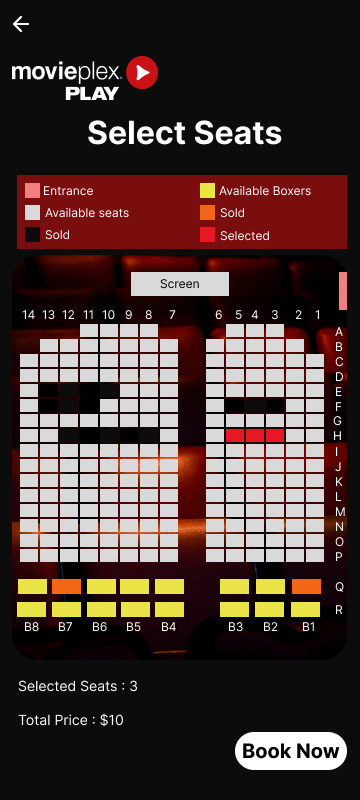 movieplex
PLAY
Select Seats
Entrance
Available Boxers
Available seats
Sold
Sold
Selected
Screen
14 13 12 11 10 9 8 7 6 5 4 3 2 1
A
B
C
D
E
F
G
H
I
J
K
L
M
N
O
P
Q
R
B8 B7 B6 B5 B4 B3 B2 B1
Selected Seats : 3
Total Price : $10
Book Now